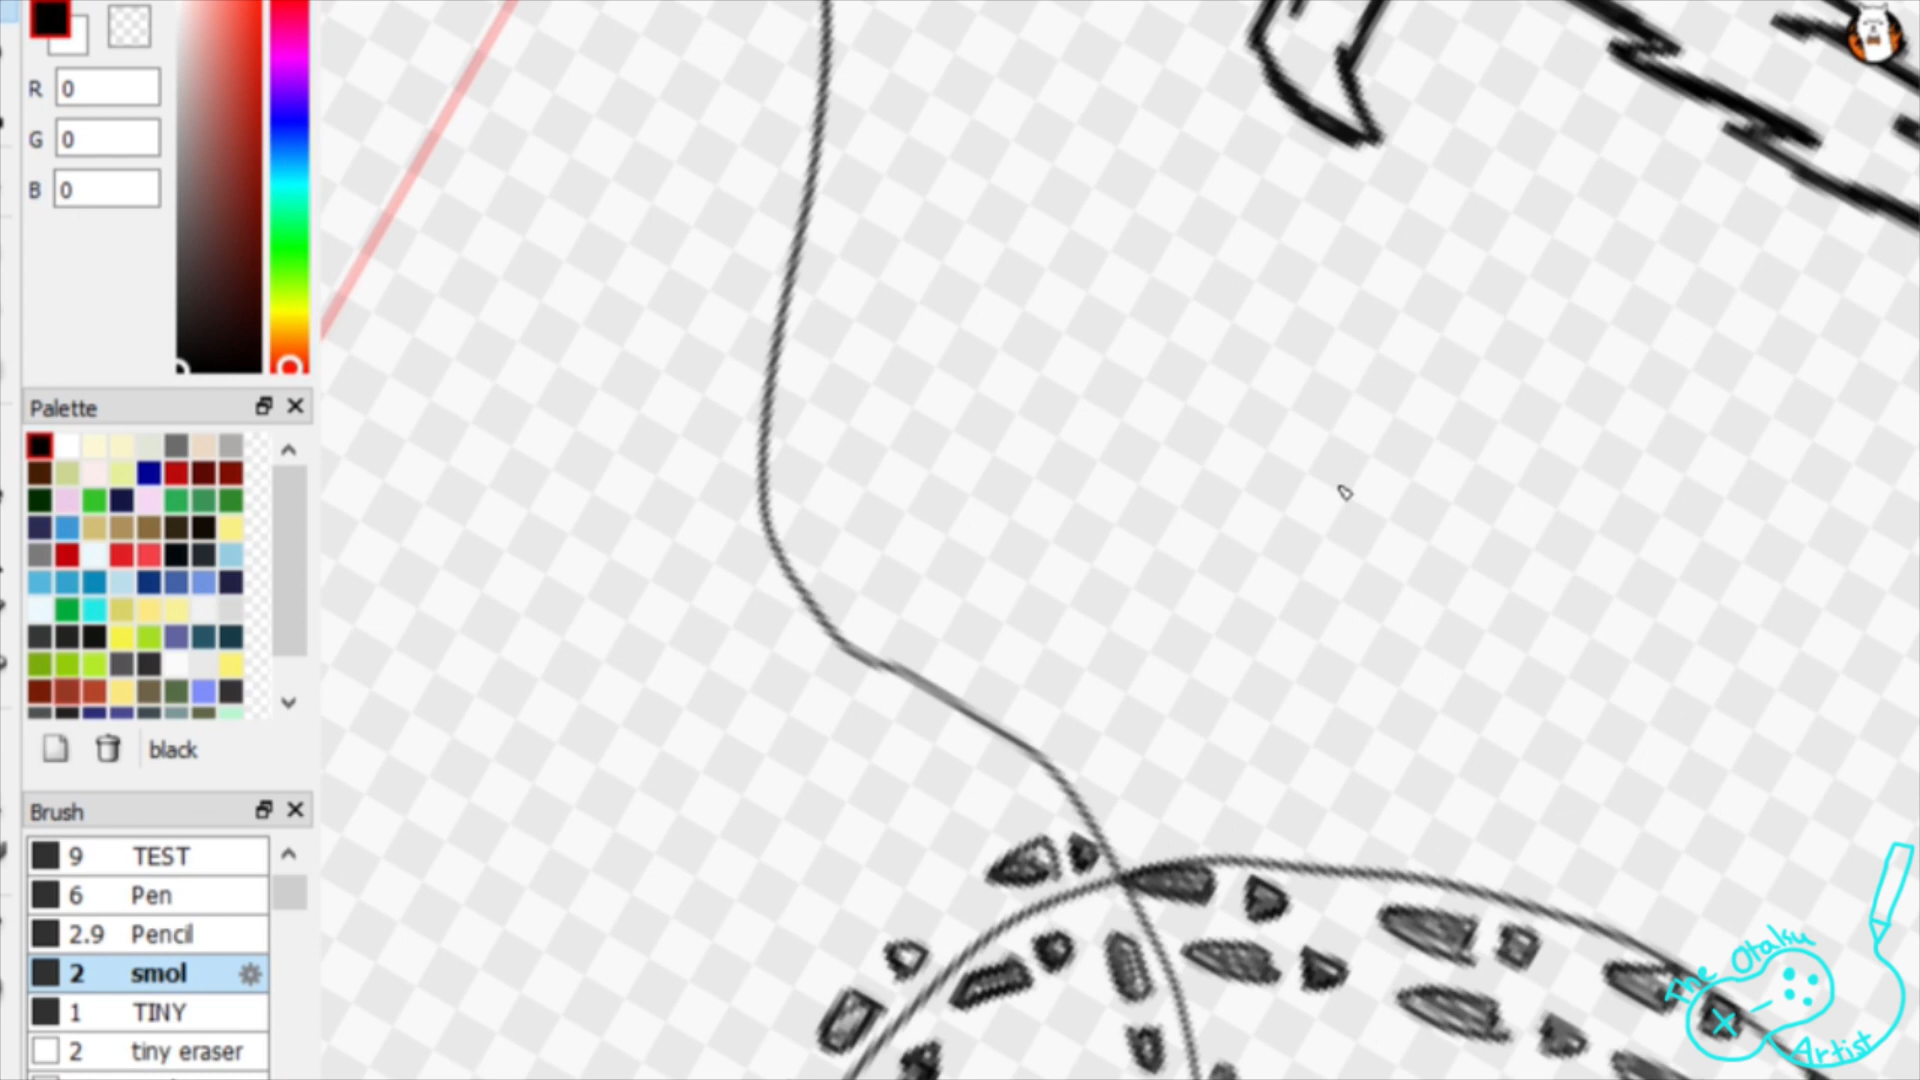 R 0
G 0
B 0
Palette
black
Brush
9 TEST
6 Pen
2.9 Pencil
2 smol
1 TINY
2 tiny eraser
The Otaku
Artist